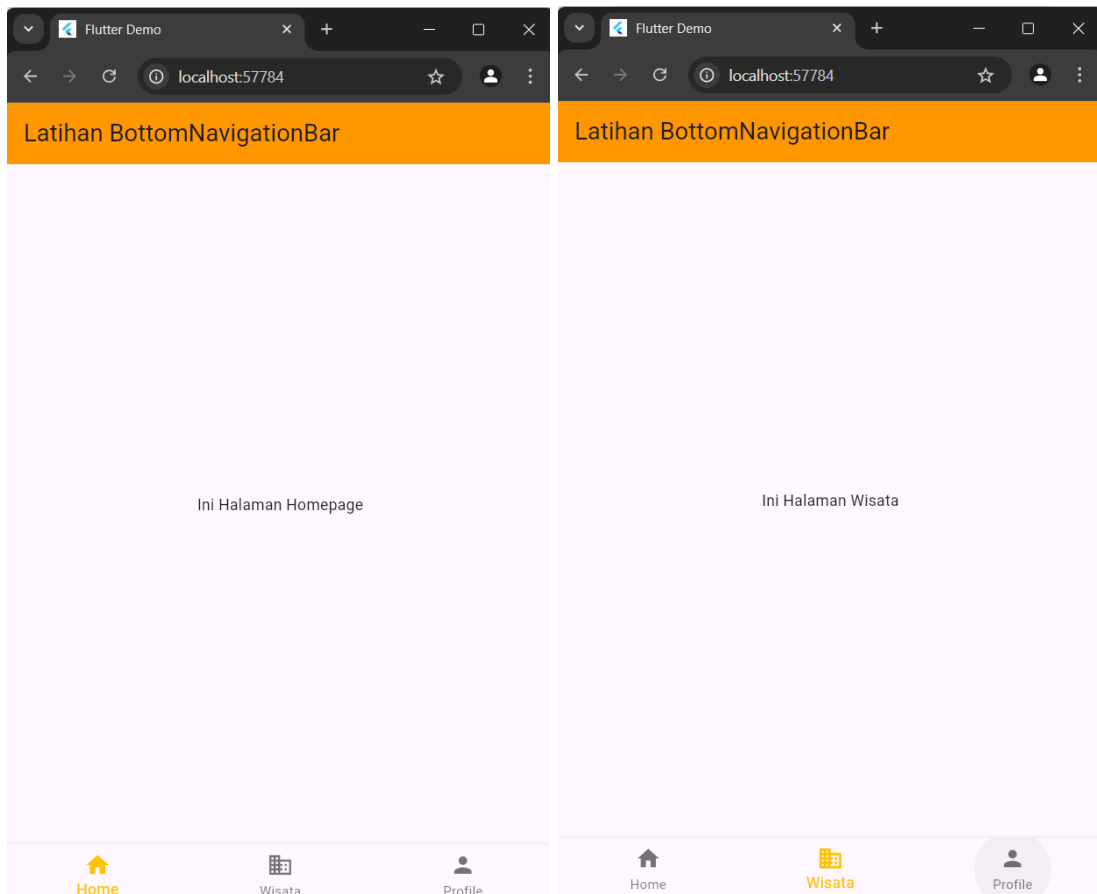 Flutter Demo
localhost:57784
Latihan BottomNavigationBar
Ini Halaman Homepage
Home
Wisata
Profile
Flutter Demo
localhost:57784
Latihan BottomNavigationBar
Ini Halaman Wisata
Home
Wisata
Profile